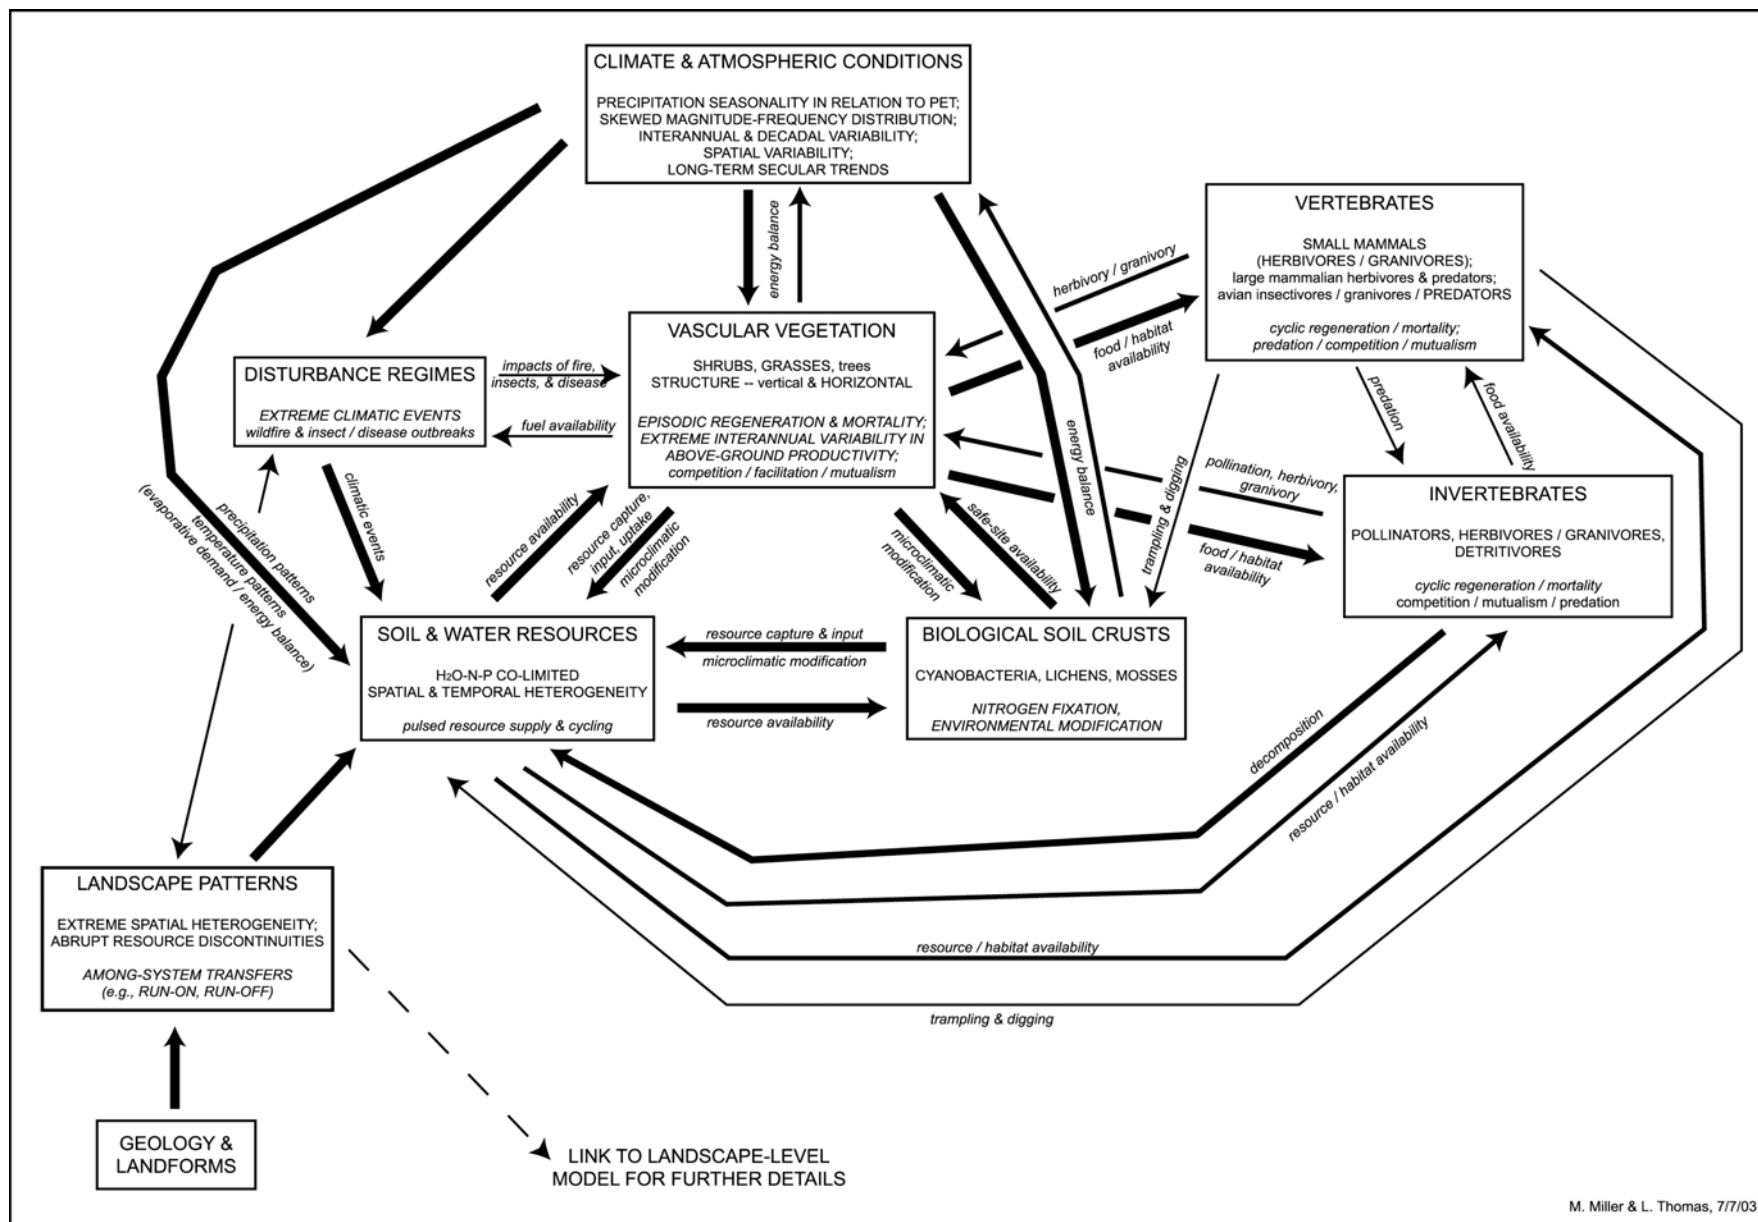 CLIMATE & ATMOSPHERIC CONDITIONS
PRECIPITATION SEASONALITY IN RELATION TO PET;
SKEWED MAGNITUDE-FREQUENCY DISTRIBUTION;
INTERANNUAL & DECADAL VARIABILITY;
SPATIAL VARIABILITY;
LONG-TERM SECULAR TRENDS
energy balance
VERTEBRATES
SMALL MAMMALS
(HERBIVORES / GRANIVORES);
large mammalian herbivores & predators;
avian insectivores / granivores / PREDATORS
cyclic regeneration / mortality;
predation / competition / mutualism
herbivory / granivory
food / habitat
availability
VASCULAR VEGETATION
SHRUBS, GRASSES, trees
STRUCTURE -- vertical & HORIZONTAL
EPISODIC REGENERATION & MORTALITY;
EXTREME INTERANNUAL VARIABILITY IN
ABOVE-GROUND PRODUCTIVITY;
competition / facilitation / mutualism
DISTURBANCE REGIMES
EXTREME CLIMATIC EVENTS
wildfire & insect / disease outbreaks
impacts of fire,
insects, & disease
fuel availability
predation
food availability
energy balance
trampling & digging
pollination, herbivory,
granivory
food / habitat
availability
INVERTEBRATES
POLLINATORS, HERBIVORES / GRANIVORES,
DETRITIVORES
cyclic regeneration / mortality
competition / mutualism / predation
climatic events
precipitation patterns
temperature patterns
(evaporative demand / energy balance)
resource availability
resource capture,
input, uptake
microclimatic
modification
microclimatic
modification
safe-site availability
SOIL & WATER RESOURCES
H2O-N-P CO-LIMITED
SPATIAL & TEMPORAL HETEROGENEITY
pulsed resource supply & cycling
resource capture & input
microclimatic modification
resource availability
BIOLOGICAL SOIL CRUSTS
CYANOBACTERIA, LICHENS, MOSSES
NITROGEN FIXATION,
ENVIRONMENTAL MODIFICATION
decomposition
resource / habitat availability
resource / habitat availability
trampling & digging
LANDSCAPE PATTERNS
EXTREME SPATIAL HETEROGENEITY;
ABRUPT RESOURCE DISCONTINUITIES
AMONG-SYSTEM TRANSFERS
(e.g., RUN-ON, RUN-OFF)
GEOLOGY &
LANDFORMS
LINK TO LANDSCAPE-LEVEL
MODEL FOR FURTHER DETAILS
M. Miller & L. Thomas, 7/7/03